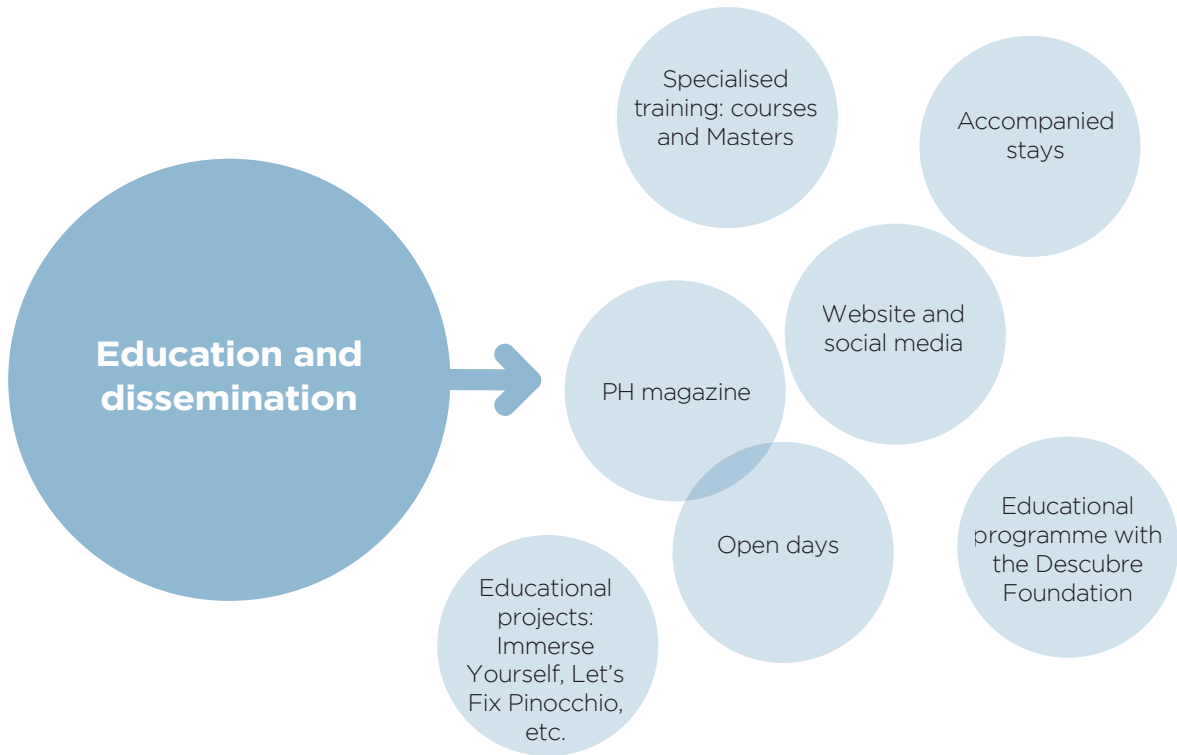 Education and
dissemination
Specialised
training: courses
and Masters
Accompanied
stays
Website and
social media
PH magazine
Open days
Educational
programme with
the Descubre
Foundation
Educational
projects:
Immerse
Yourself, Let’s
Fix Pinocchio,
etc.